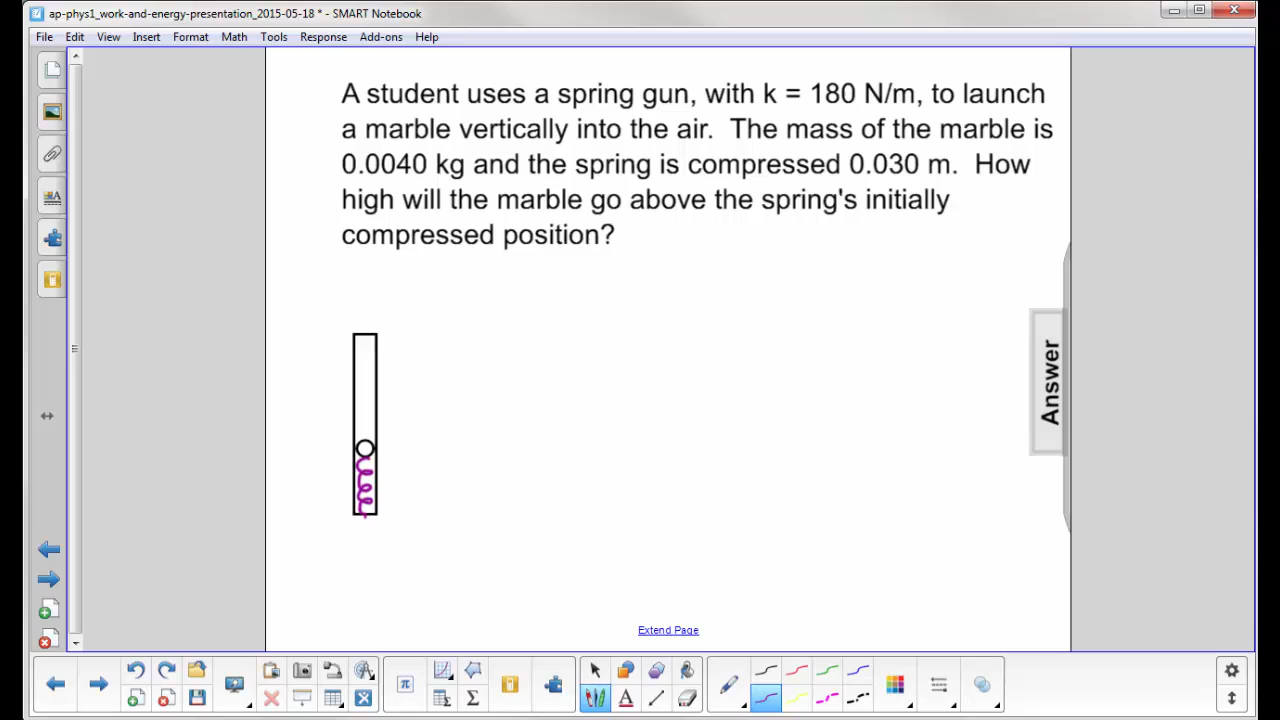 ap-phys1_work-and-energy-presentation_2015-05-18 * - SMART Notebook
File Edit View Insert Format Math Tools Response Add-ons Help
A student uses a spring gun, with k = 180 N/m, to launch
a marble vertically into the air. The mass of the marble is
0.0040 kg and the spring is compressed 0.030 m. How
high will the marble go above the spring's initially
compressed position?
Answer
Extend Page